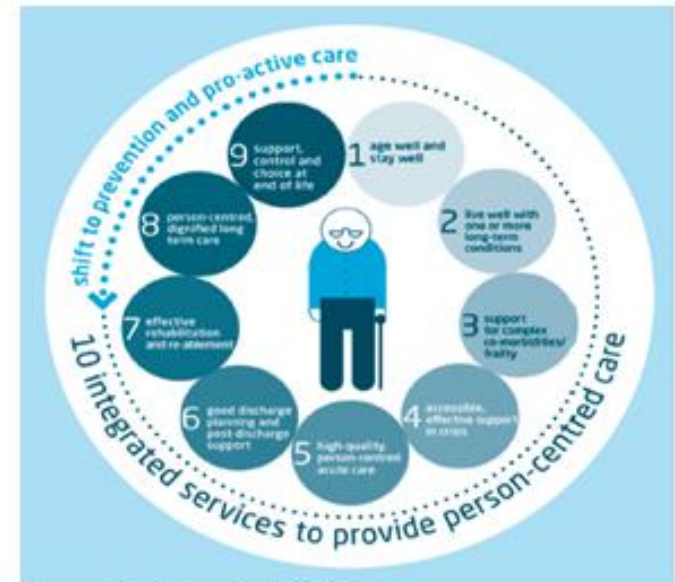 shift to prevention and pro-active care
1 age well and
stay well
2 live well with
one or more
long-term
conditions
3 support
for complex
co-morbidities/
frailty
4 accessible,
effective support
in crisis
5 high-quality,
person-centred
acute care
6 good discharge
planning and
post-discharge
support
7 effective
rehabilitation
and re-ablement
8 person-centred,
dignified long
term care
9 support,
control and
choice at
end of life
10 integrated services to provide person-centred care